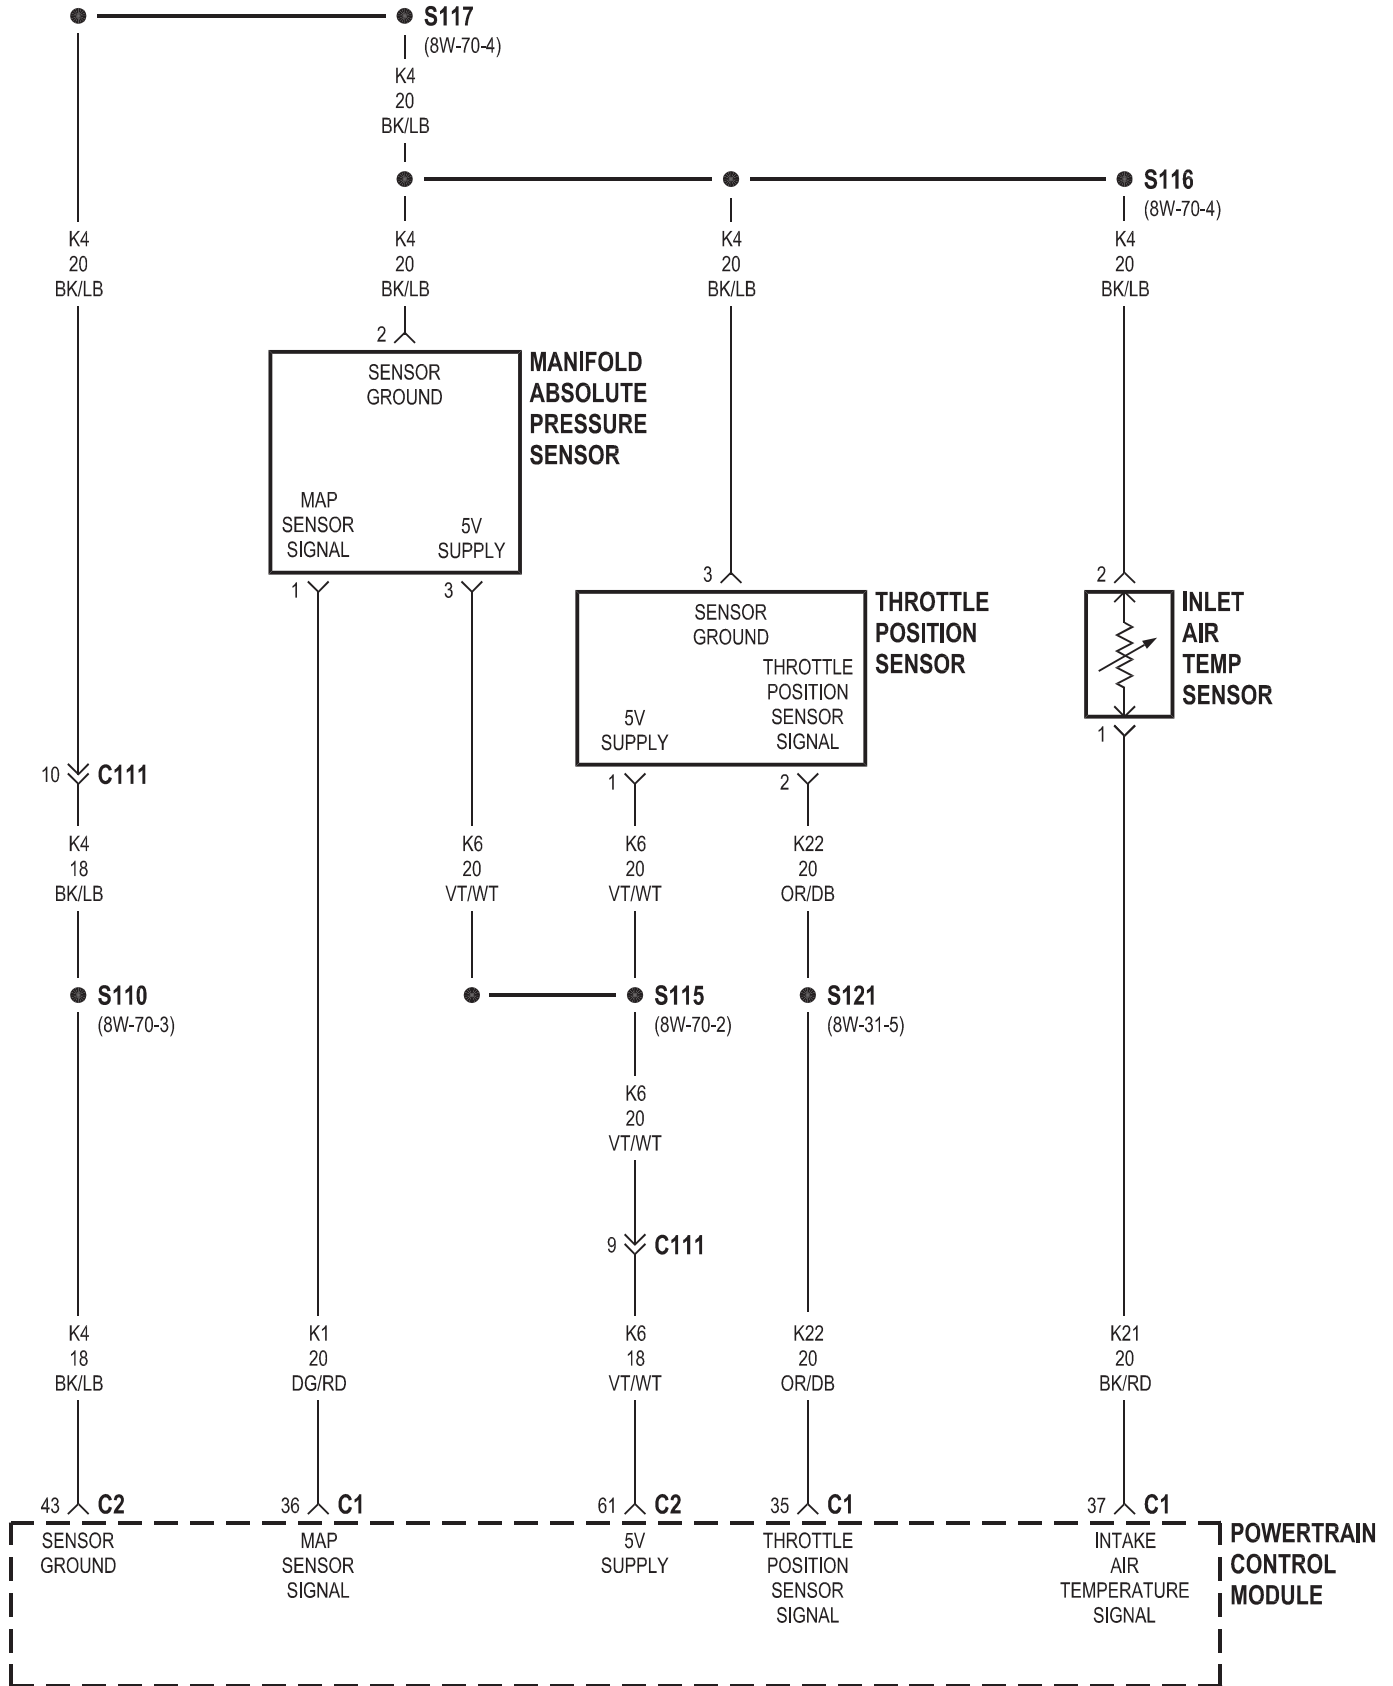 S117
(8W-70-4)
K4
20
BK/LB
S116
(8W-70-4)
K4
20
BK/LB
K4
20
BK/LB
K4
20
BK/LB
K4
20
BK/LB
2
SENSOR
GROUND
MANIFOLD
ABSOLUTE
PRESSURE
SENSOR
MAP
SENSOR
SIGNAL
5V
SUPPLY
1
3
3
SENSOR
GROUND
THROTTLE
POSITION
SENSOR
SIGNAL
5V
SUPPLY
THROTTLE
POSITION
SENSOR
1
2
2
INLET
AIR
TEMP
SENSOR
1
10
C111
K4
18
BK/LB
K6
20
VT/WT
K6
20
VT/WT
K22
20
OR/DB
S110
(8W-70-3)
S115
(8W-70-2)
S121
(8W-31-5)
K6
20
VT/WT
9
C111
K4
18
BK/LB
K1
20
DG/RD
K6
18
VT/WT
K22
20
OR/DB
K21
20
BK/RD
43
C2
36
C1
61
C2
35
C1
37
C1
SENSOR
GROUND
MAP
SENSOR
SIGNAL
5V
SUPPLY
THROTTLE
POSITION
SENSOR
SIGNAL
INTAKE
AIR
TEMPERATURE
SIGNAL
POWERTRAIN
CONTROL
MODULE